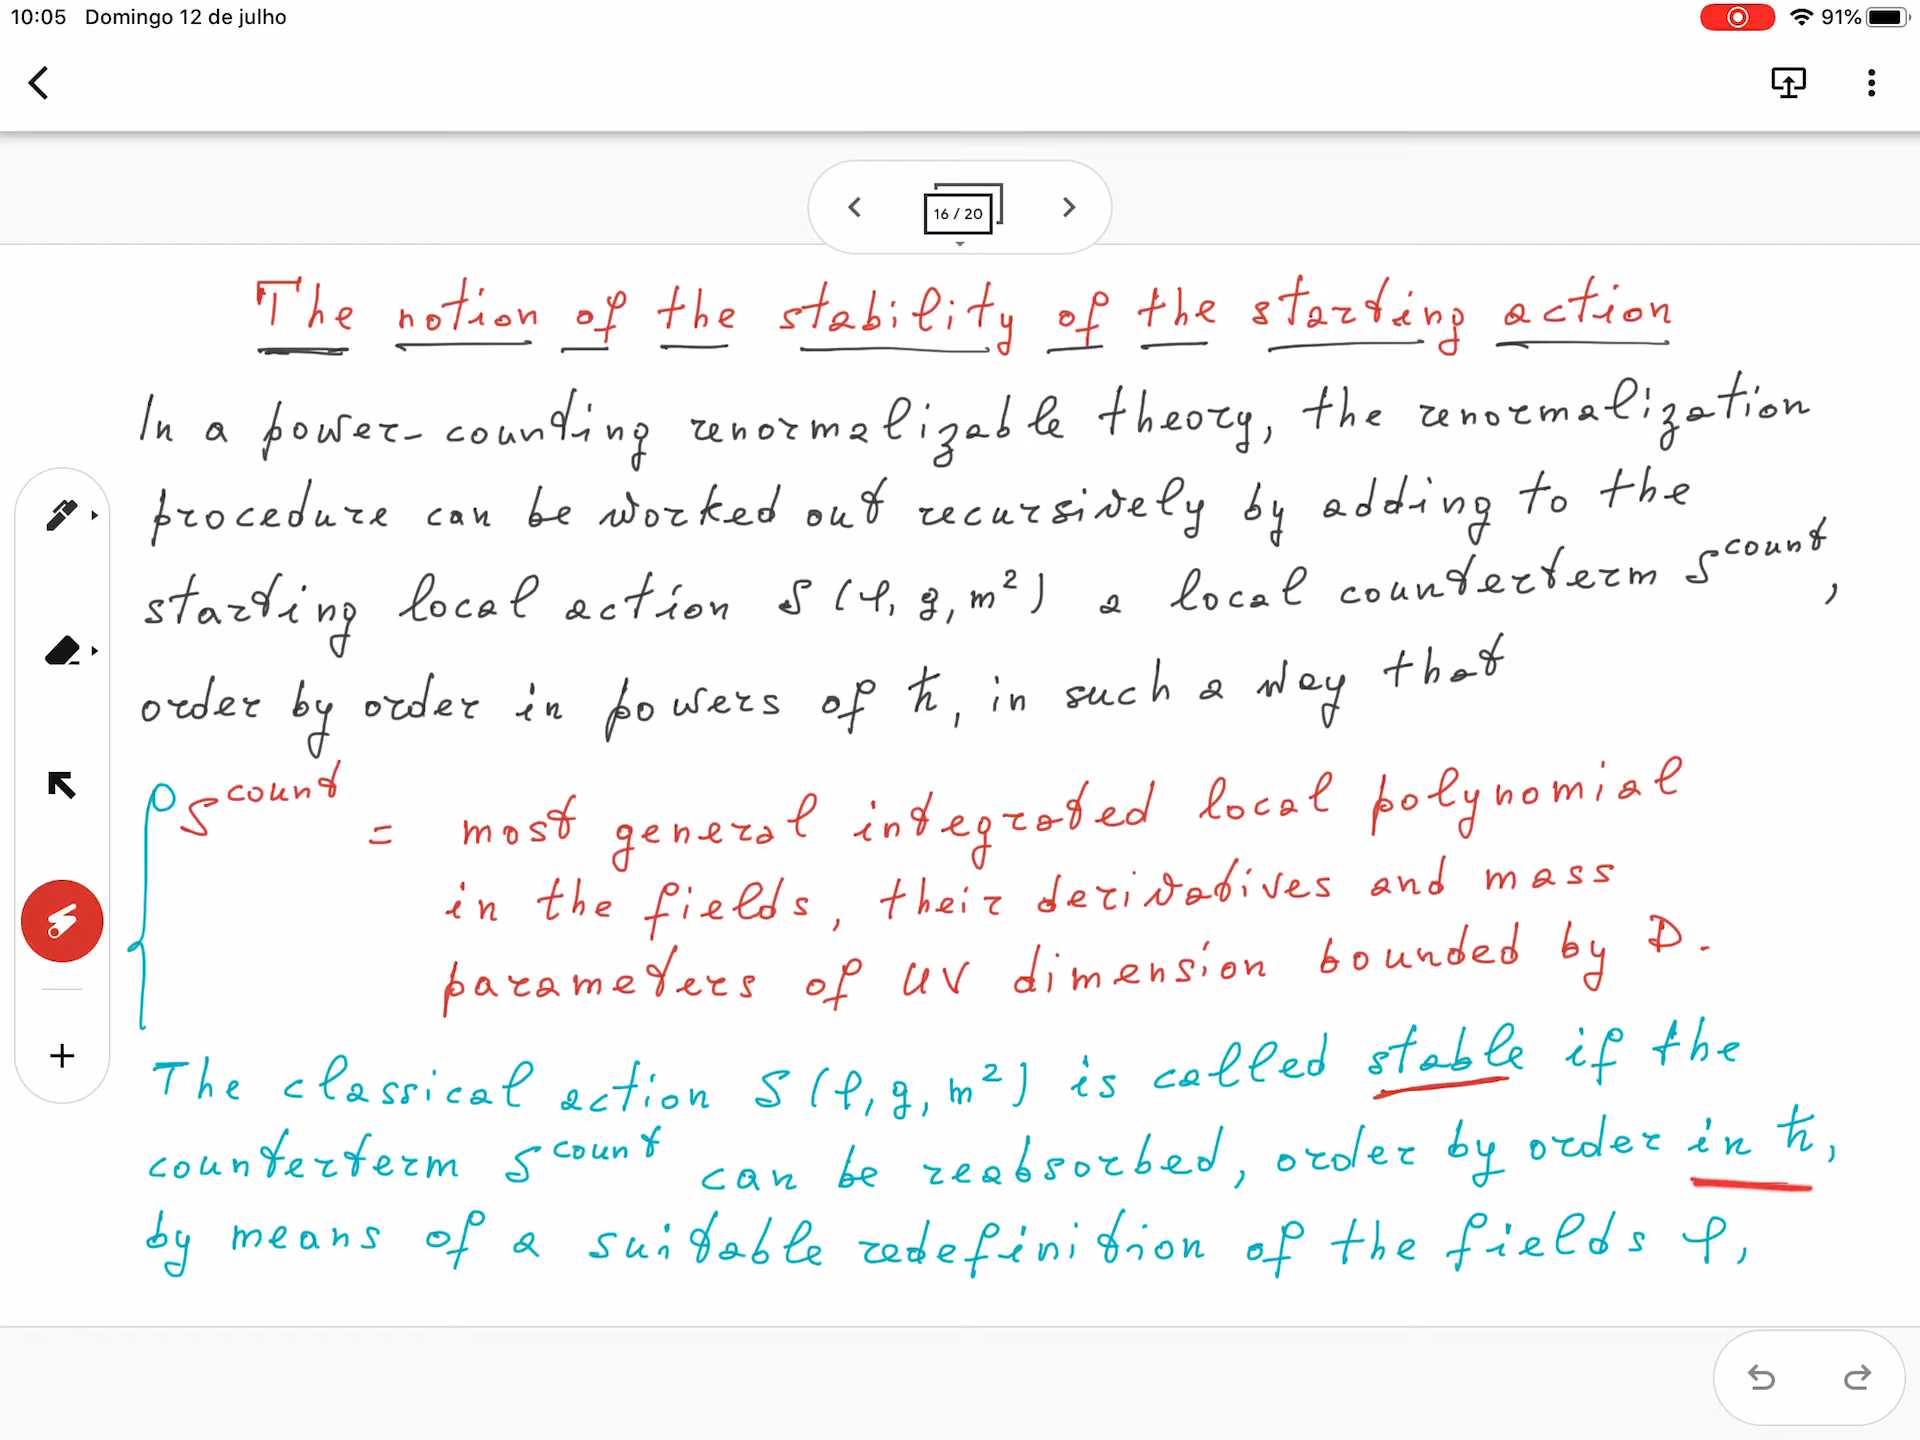 10:05 Domingo 12 de julho 91%
16 / 20
The notion of the stability of the starting action
In a power-counting renormalizable theory, the renormalization
procedure can be worked out recursively by adding to the
starting local action S(φ, g, m²) a local counterterm S^count,
order by order in powers of ħ, in such a way that
S^count = most general integrated local polynomial
in the fields, their derivatives and mass
parameters of UV dimension bounded by D.
The classical action S(φ, g, m²) is called stable if the
counterterm S^count can be reabsorbed, order by order in ħ,
by means of a suitable redefinition of the fields φ,